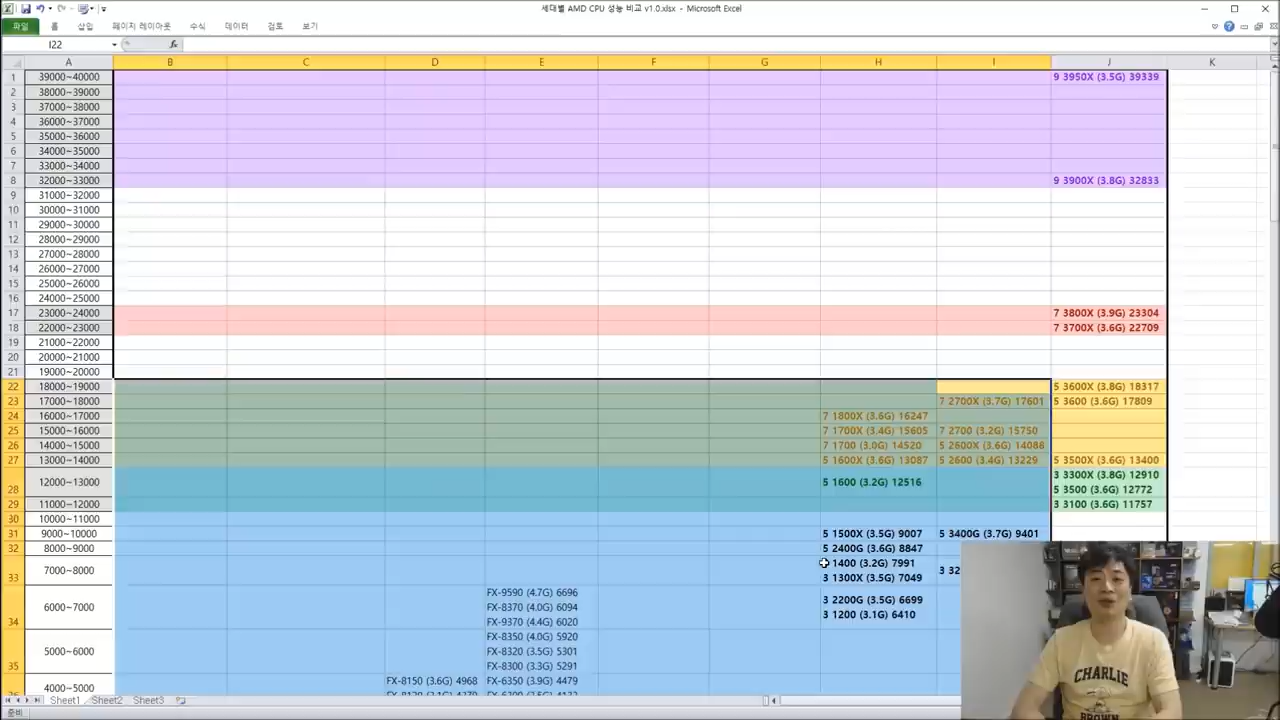 세대별 AMD CPU 성능 비교 v1.0.xlsx - Microsoft Excel
파일 홈 삽입 페이지 레이아웃 수식 데이터 검토 보기
I22 fx
A B C D E F G H I J K
1 39000~40000 9 3950X (3.5G) 39339
2 38000~39000
3 37000~38000
4 36000~37000
5 35000~36000
6 34000~35000
7 33000~34000
8 32000~33000 9 3900X (3.8G) 32833
9 31000~32000
10 30000~31000
11 29000~30000
12 28000~29000
13 27000~28000
14 26000~27000
15 25000~26000
16 24000~25000
17 23000~24000 7 3800X (3.9G) 23304
18 22000~23000 7 3700X (3.6G) 22709
19 21000~22000
20 20000~21000
21 19000~20000
22 18000~19000 5 3600X (3.8G) 18317
23 17000~18000 7 2700X (3.7G) 17601 5 3600 (3.6G) 17809
24 16000~17000 7 1800X (3.6G) 16247
25 15000~16000 7 1700X (3.4G) 15605 7 2700 (3.2G) 15750
26 14000~15000 7 1700 (3.0G) 14520 5 2600X (3.6G) 14086
27 13000~14000 5 1600X (3.6G) 13087 5 2600 (3.4G) 13229 5 3500X (3.6G) 13400
3 3300X (3.8G) 12910
28 12000~13000 5 1600 (3.2G) 12516
5 3500 (3.6G) 12772
29 11000~12000 3 3100 (3.6G) 11757
30 10000~11000
31 9000~10000 5 1500X (3.5G) 9007 5 3400G (3.7G) 9401
32 8000~9000 5 2400G (3.6G) 8847
1400 (3.2G) 7991
33 7000~8000 3 32
3 1300X (3.5G) 7049
FX-9590 (4.7G) 6696
3 2200G (3.5G) 6699
34 6000~7000 FX-8370 (4.0G) 6094
3 1200 (3.1G) 6410
FX-9370 (4.4G) 6020
FX-8350 (4.0G) 5920
35 5000~6000 FX-8320 (3.5G) 5301
FX-8300 (3.3G) 5291
4000~5000 FX-8150 (3.6G) 4968 FX-6350 (3.9G) 4479
Sheet1 Sheet2 Sheet3
준비
CHARLIE
BROWN